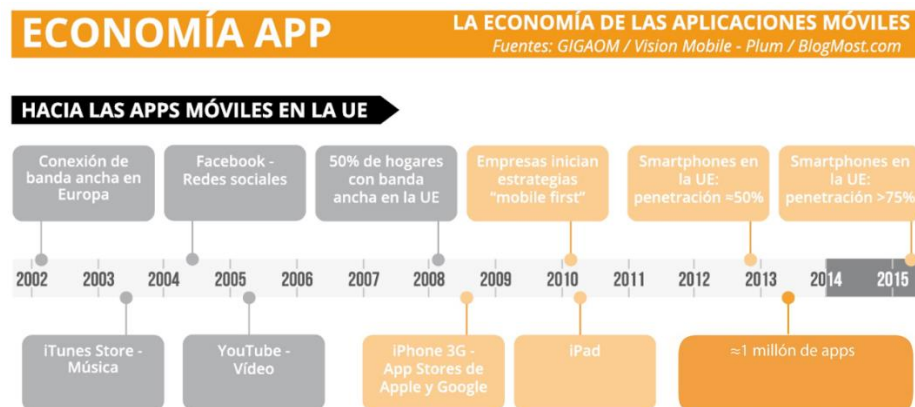 ECONOMÍA APP
LA ECONOMÍA DE LAS APLICACIONES MÓVILES
Fuentes: GIGAOM / Vision Mobile - Plum / BlogMost.com
HACIA LAS APPS MÓVILES EN LA UE
Conexión de
banda ancha en
Europa
Facebook -
Redes sociales
50% de hogares
con banda
ancha en la UE
Empresas inician
estrategias
"mobile first"
Smartphones en
la UE:
penetración ≈50%
Smartphones en
la UE:
penetración >75%
2002 2003 2004 2005 2006 2007 2008 2009 2010 2011 2012 2013 2014 2015
iTunes Store -
Música
YouTube -
Vídeo
iPhone 3G -
App Stores de
Apple y Google
iPad
≈1 millón de apps